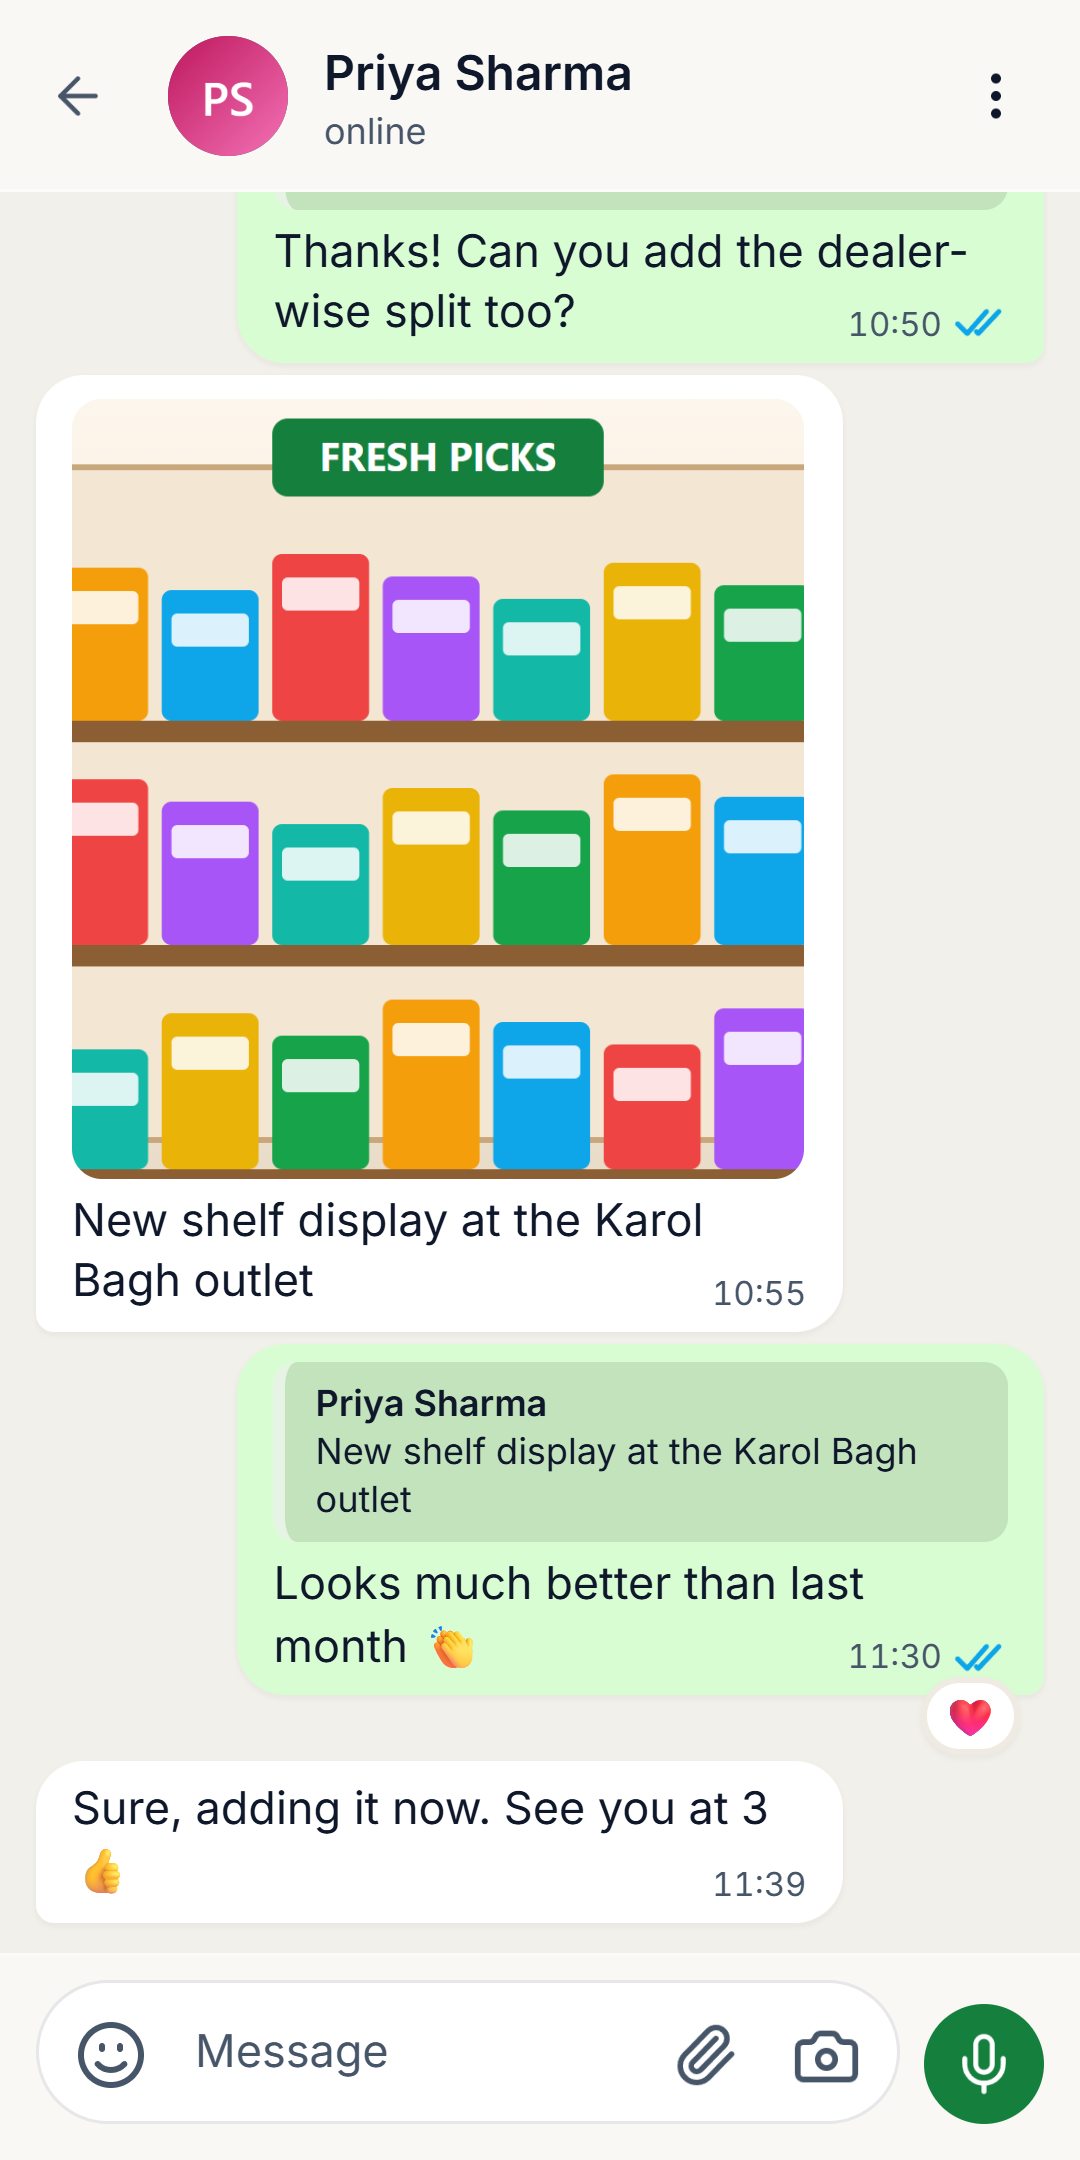 PS
Priya Sharma
online
Thanks! Can you add the dealer-
wise split too?
10:50
FRESH PICKS
New shelf display at the Karol
Bagh outlet
10:55
Priya Sharma
New shelf display at the Karol Bagh
outlet
Looks much better than last
month 👏
11:30
Sure, adding it now. See you at 3
👍
11:39
Message